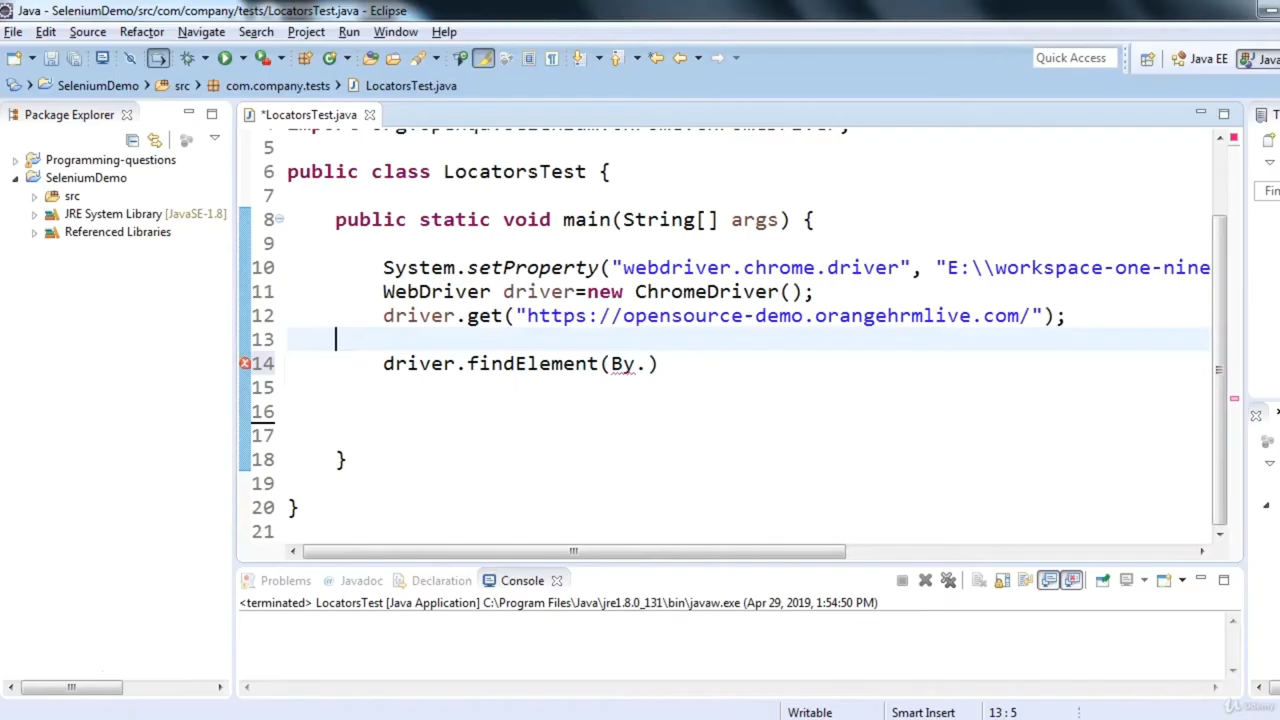 Java - SeleniumDemo/src/com/company/tests/LocatorsTest.java - Eclipse
File Edit Source Refactor Navigate Search Project Run Window Help
Quick Access Java EE Java
SeleniumDemo src com.company.tests LocatorsTest.java
Package Explorer
*LocatorsTest.java
Programming-questions
SeleniumDemo
src
JRE System Library [JavaSE-1.8]
Referenced Libraries
5
6 public class LocatorsTest {
7
8 public static void main(String[] args) {
9
10 System.setProperty("webdriver.chrome.driver", "E:\\workspace-one-nine
11 WebDriver driver=new ChromeDriver();
12 driver.get("https://opensource-demo.orangehrmlive.com/");
13
14 driver.findElement(By.)
15
16
17
18 }
19
20 }
21
Fin
Problems Javadoc Declaration Console
<terminated> LocatorsTest [Java Application] C:\Program Files\Java\jre1.8.0_131\bin\javaw.exe (Apr 29, 2019, 1:54:50 PM)
Writable Smart Insert 13 : 5
Udemy